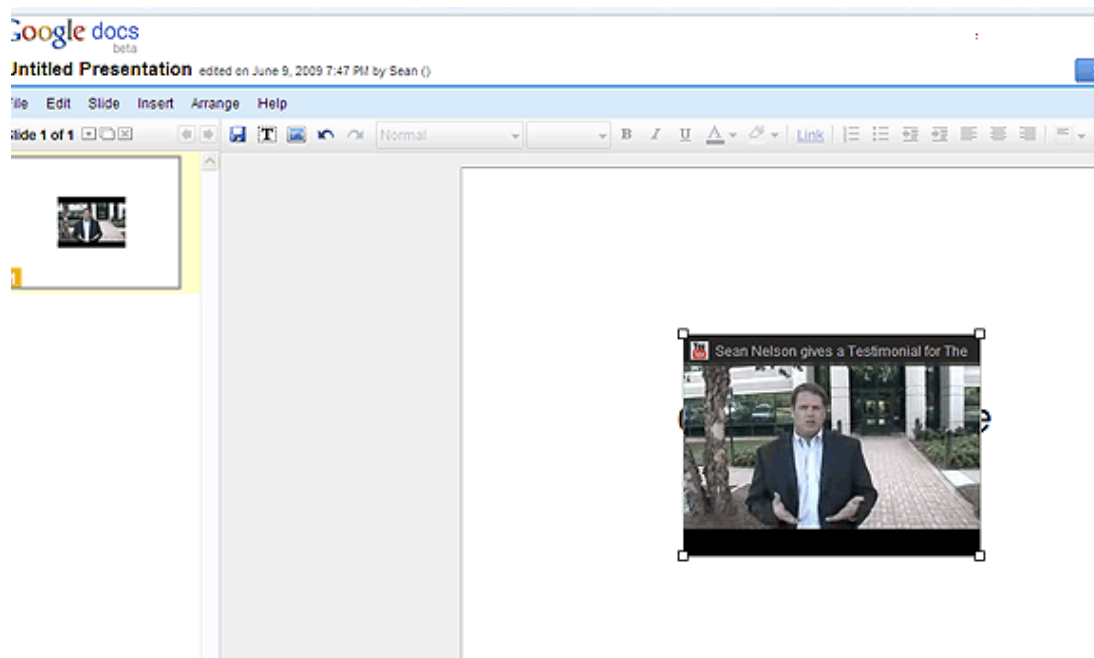 Google docs
beta
Untitled Presentation edited on June 9, 2009 7:47 PM by Sean ()
File Edit Slide Insert Arrange Help
Slide 1 of 1 Normal B I U A Link
Sean Nelson gives a Testimonial for The